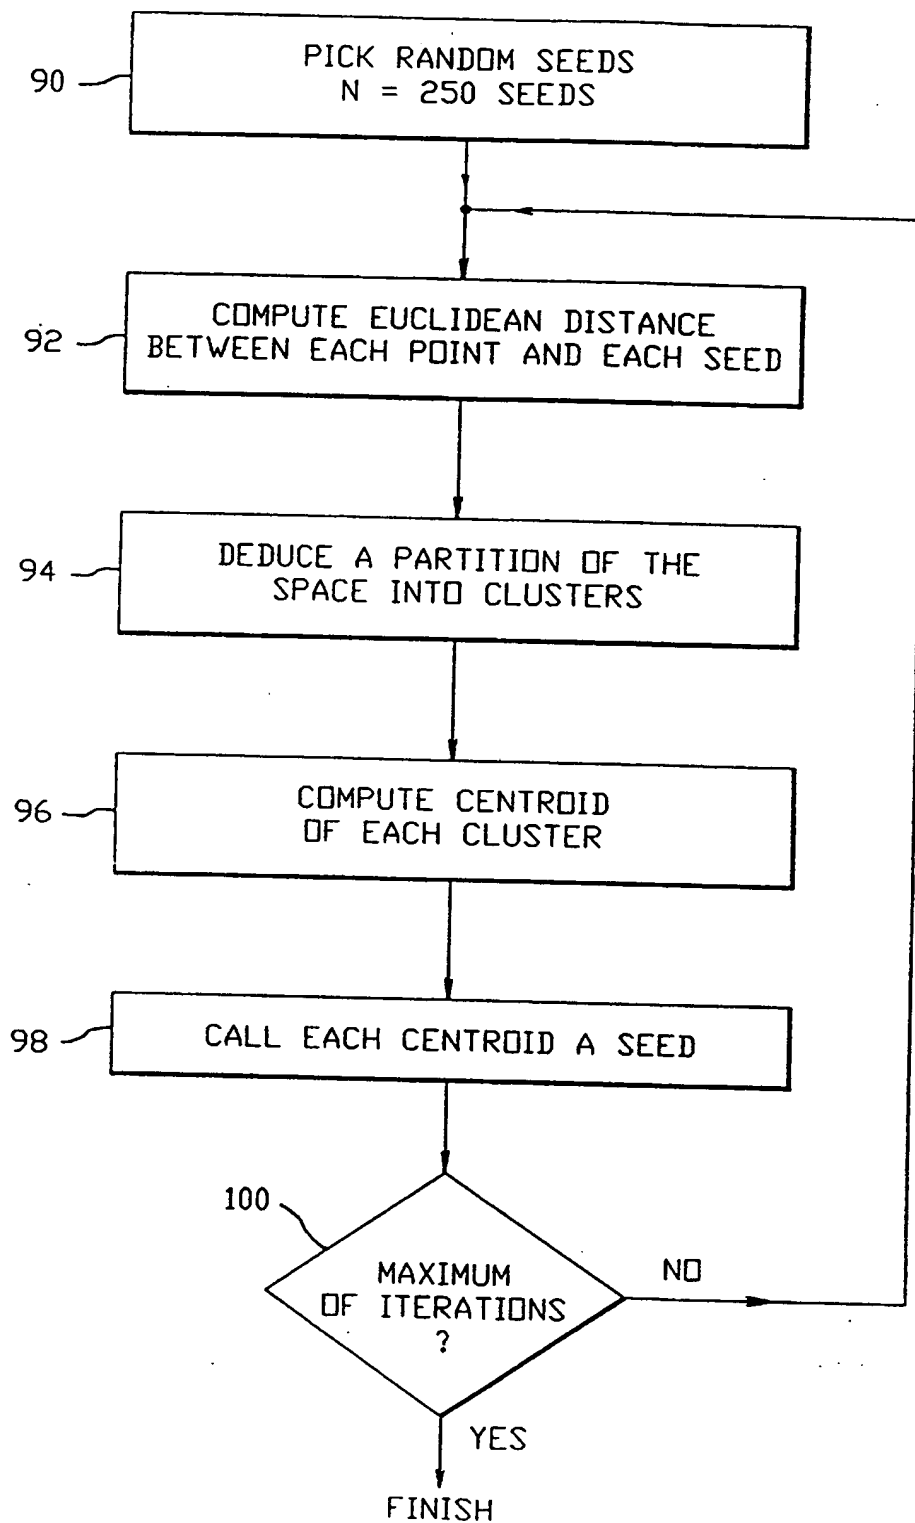 90
PICK RANDOM SEEDS
N = 250 SEEDS
92
COMPUTE EUCLIDEAN DISTANCE
BETWEEN EACH POINT AND EACH SEED
94
DEDUCE A PARTITION OF THE
SPACE INTO CLUSTERS
96
COMPUTE CENTROID
OF EACH CLUSTER
98
CALL EACH CENTROID A SEED
100
MAXIMUM
OF ITERATIONS
?
NO
YES
FINISH